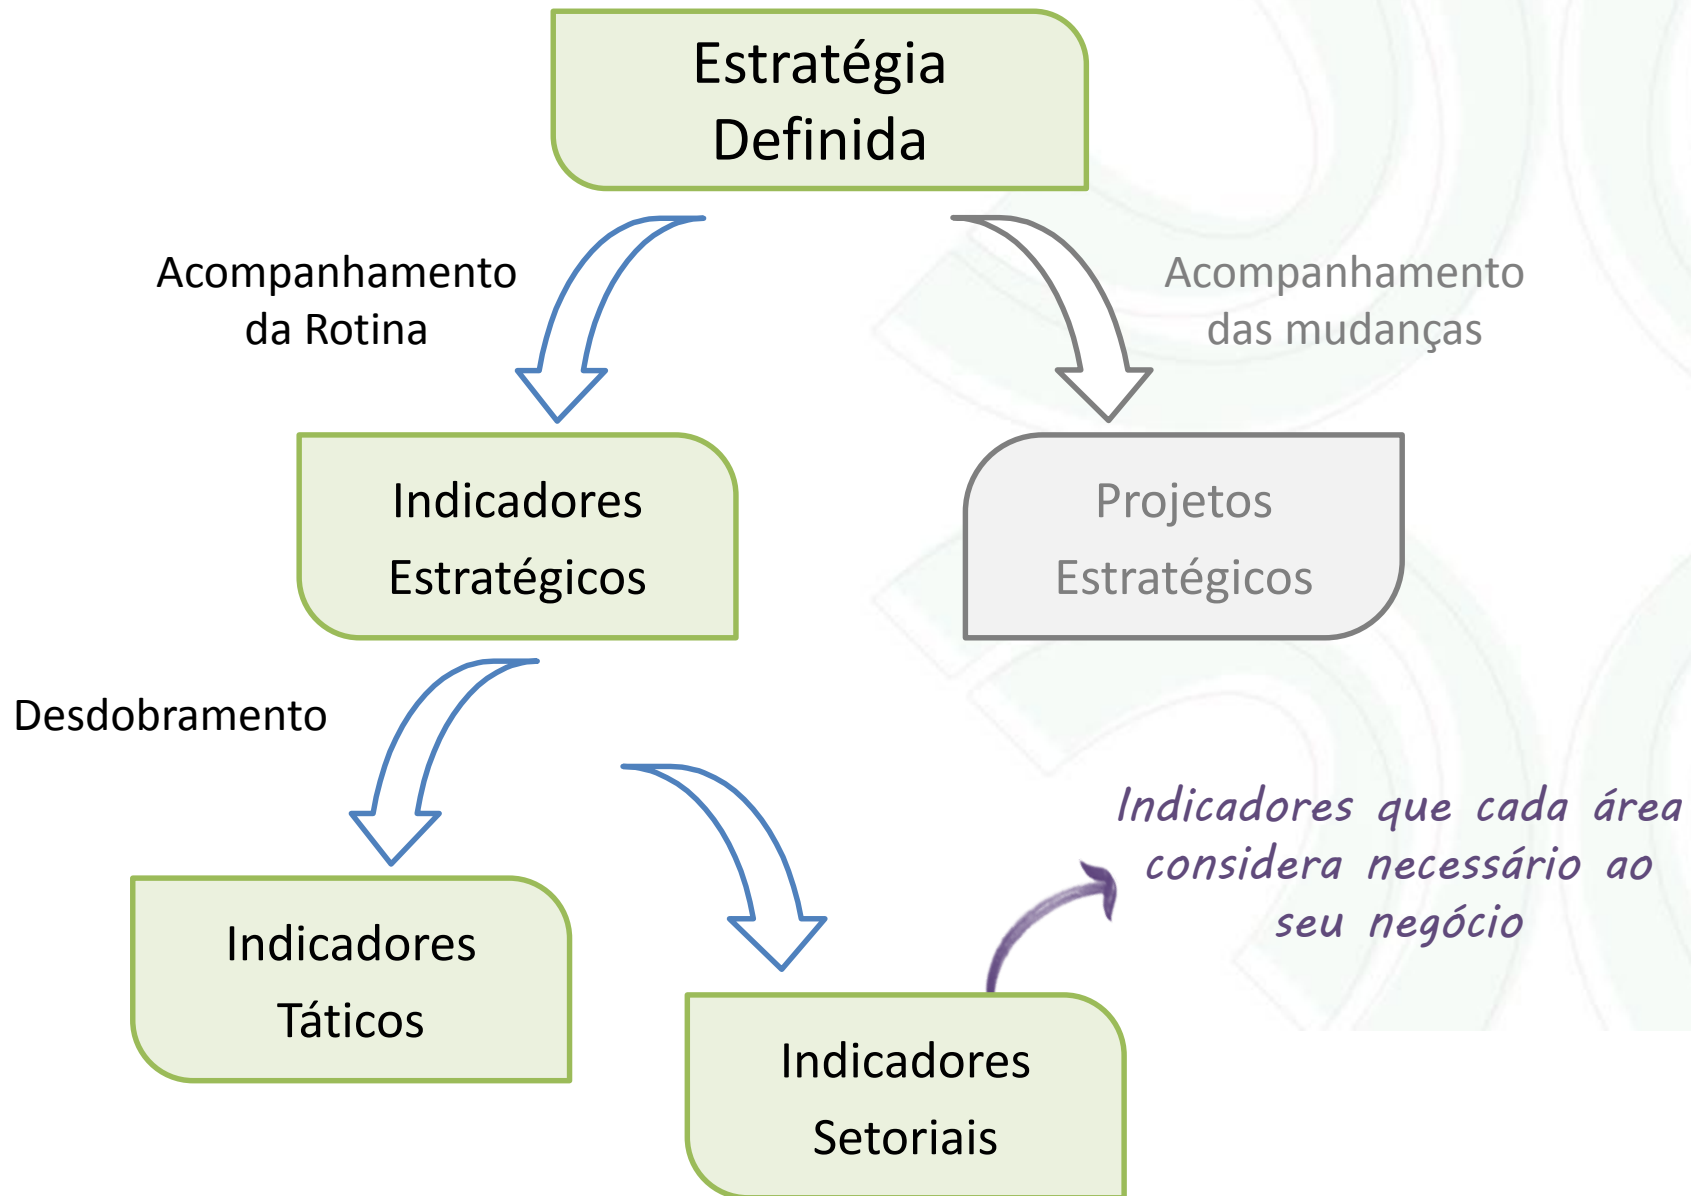 Estratégia
Definida
Acompanhamento
da Rotina
Acompanhamento
das mudanças
Indicadores
Estratégicos
Projetos
Estratégicos
Desdobramento
Indicadores que cada área
considera necessário ao
seu negócio
Indicadores
Táticos
Indicadores
Setoriais